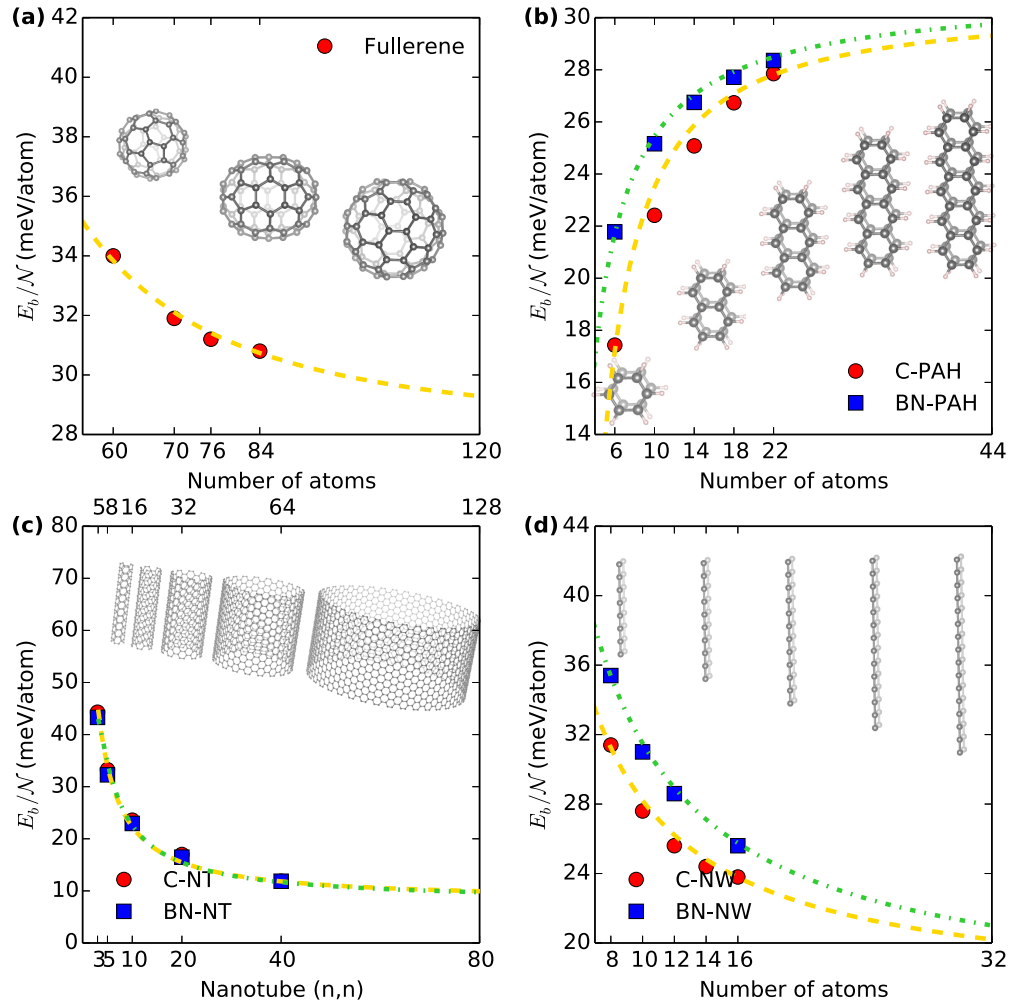 (a)
42
40
38
36
34
32
30
28
E_b/𝒩 (meV/atom)
Fullerene
60 70 76 84 120
Number of atoms
(b)
30
28
26
24
22
20
18
16
14
E_b/𝒩 (meV/atom)
C-PAH
BN-PAH
6 10 14 18 22 44
Number of atoms
(c)
58 16 32 64 128
80
70
60
50
40
30
20
10
0
E_b/𝒩 (meV/atom)
C-NT
BN-NT
3 5 10 20 40 80
Nanotube (n,n)
(d)
44
40
36
32
28
24
20
E_b/𝒩 (meV/atom)
C-NW
BN-NW
8 10 12 14 16 32
Number of atoms